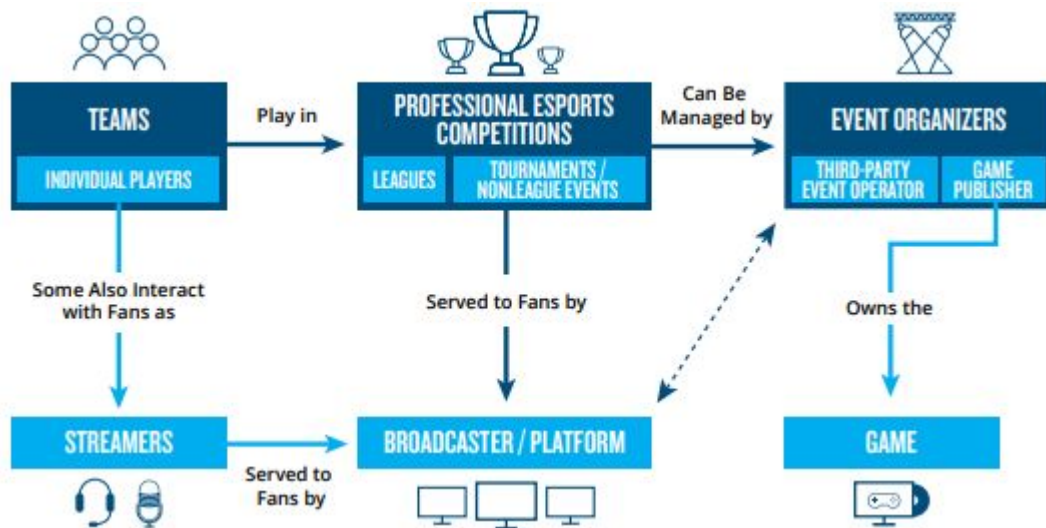 TEAMS
INDIVIDUAL PLAYERS
Play in
PROFESSIONAL ESPORTS
COMPETITIONS
LEAGUES
TOURNAMENTS /
NONLEAGUE EVENTS
Can Be
Managed by
EVENT ORGANIZERS
THIRD-PARTY
EVENT OPERATOR
GAME
PUBLISHER
Some Also Interact
with Fans as
Served to Fans by
Owns the
STREAMERS
Served to
Fans by
BROADCASTER / PLATFORM
GAME